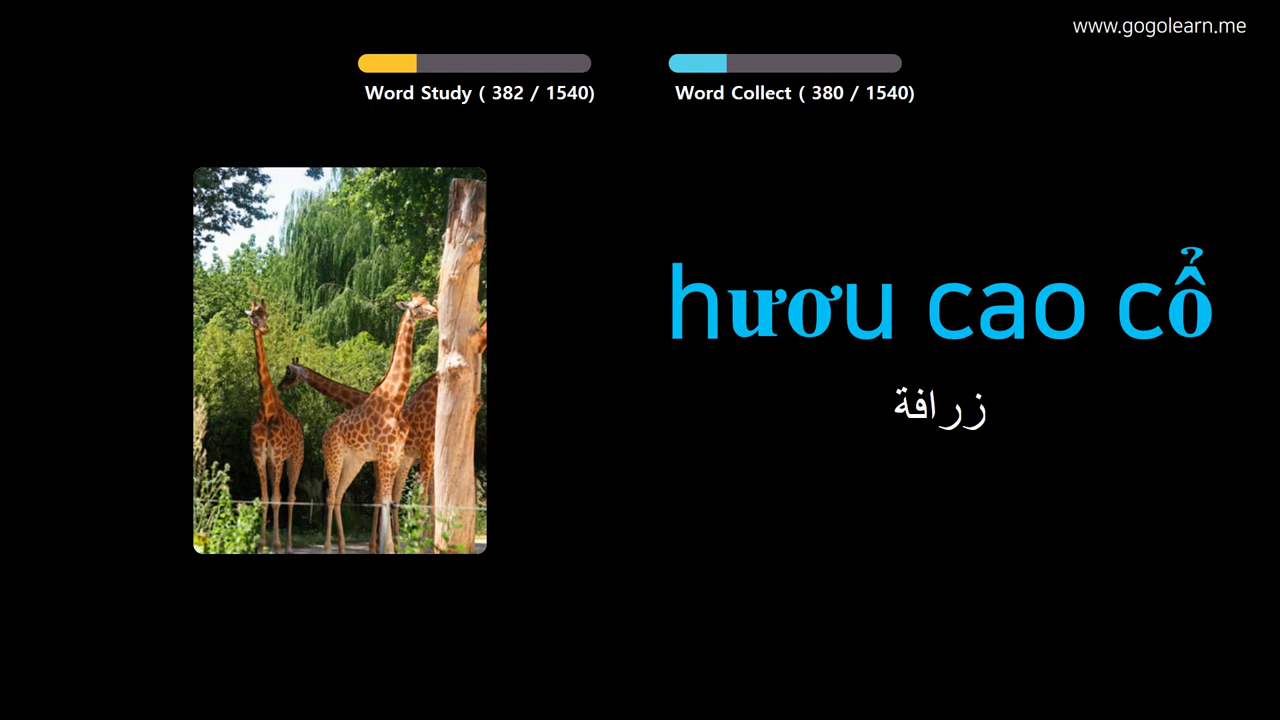 www.gogolearn.me
Word Study ( 382 / 1540)
Word Collect ( 380 / 1540)
hươu cao cổ
زرافة